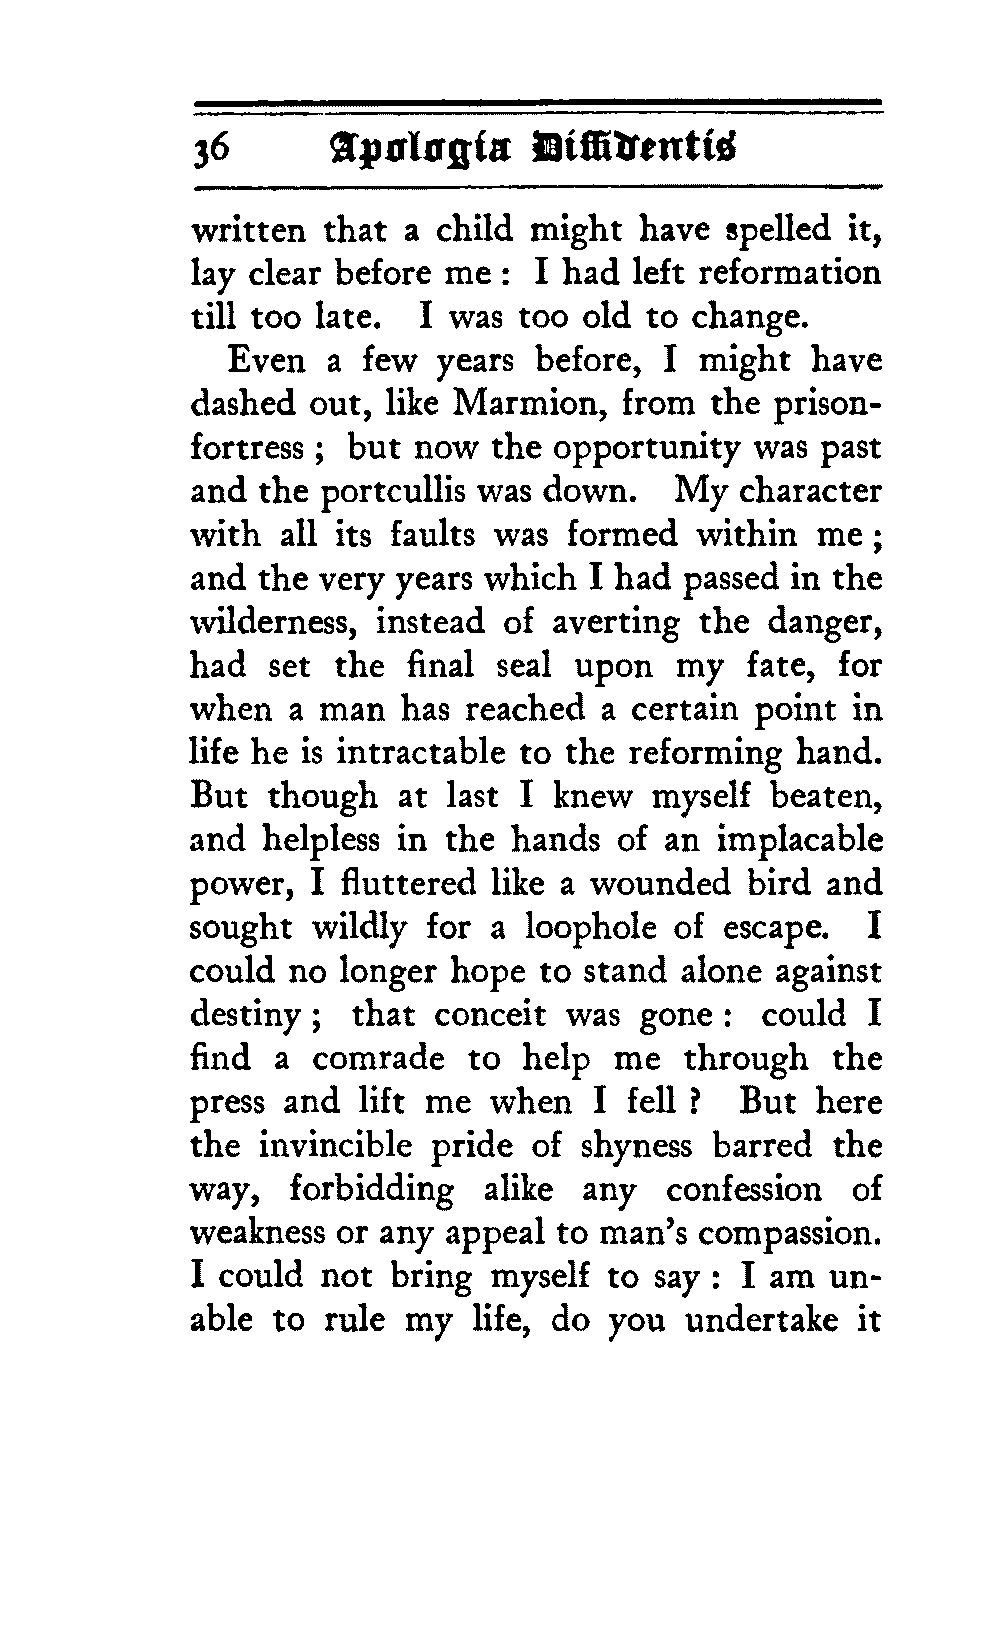 36 Apologia Diffidentis
written that a child might have spelled it,
lay clear before me : I had left reformation
till too late. I was too old to change.
Even a few years before, I might have
dashed out, like Marmion, from the prison-
fortress ; but now the opportunity was past
and the portcullis was down. My character
with all its faults was formed within me ;
and the very years which I had passed in the
wilderness, instead of averting the danger,
had set the final seal upon my fate, for
when a man has reached a certain point in
life he is intractable to the reforming hand.
But though at last I knew myself beaten,
and helpless in the hands of an implacable
power, I fluttered like a wounded bird and
sought wildly for a loophole of escape. I
could no longer hope to stand alone against
destiny ; that conceit was gone : could I
find a comrade to help me through the
press and lift me when I fell ? But here
the invincible pride of shyness barred the
way, forbidding alike any confession of
weakness or any appeal to man's compassion.
I could not bring myself to say : I am un-
able to rule my life, do you undertake it